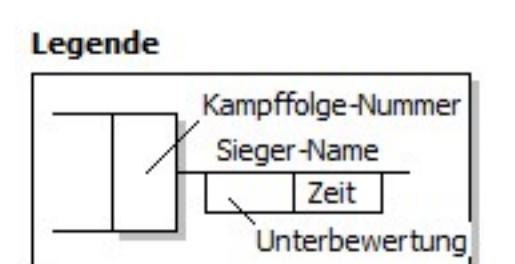 Legende
Kampffolge-Nummer
Sieger-Name
Zeit
Unterbewertung